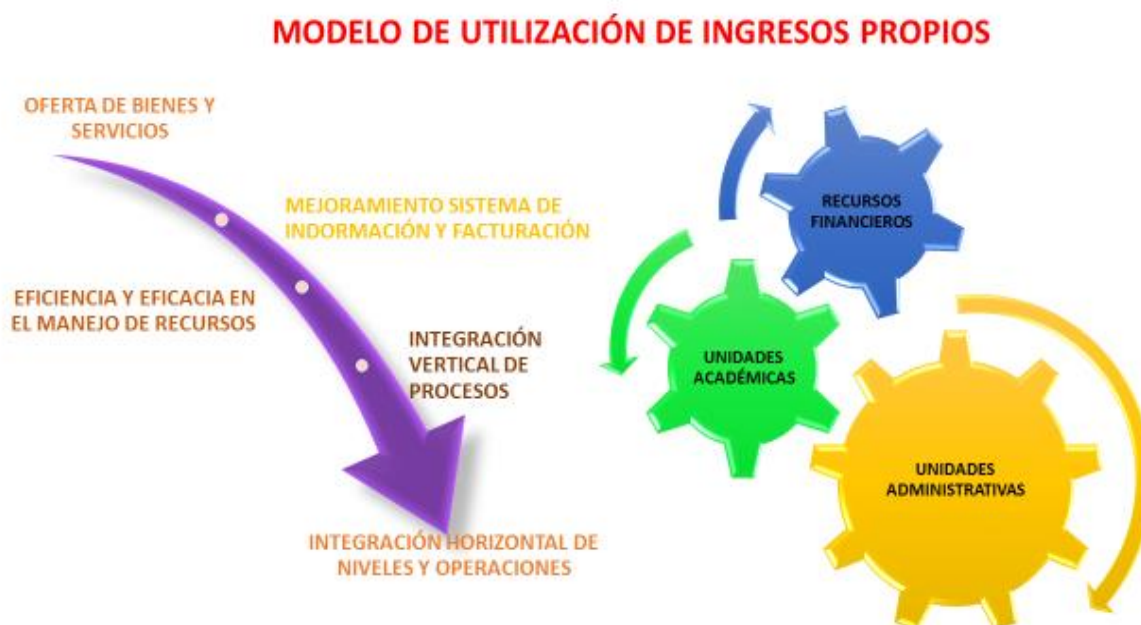 MODELO DE UTILIZACIÓN DE INGRESOS PROPIOS
OFERTA DE BIENES Y
SERVICIOS
MEJORAMIENTO SISTEMA DE
INDORMACIÓN Y FACTURACIÓN
EFICIENCIA Y EFICACIA EN
EL MANEJO DE RECURSOS
INTEGRACIÓN
VERTICAL DE
PROCESOS
INTEGRACIÓN HORIZONTAL DE
NIVELES Y OPERACIONES
RECURSOS
FINANCIEROS
UNIDADES
ACADÉMICAS
UNIDADES
ADMINISTRATIVAS